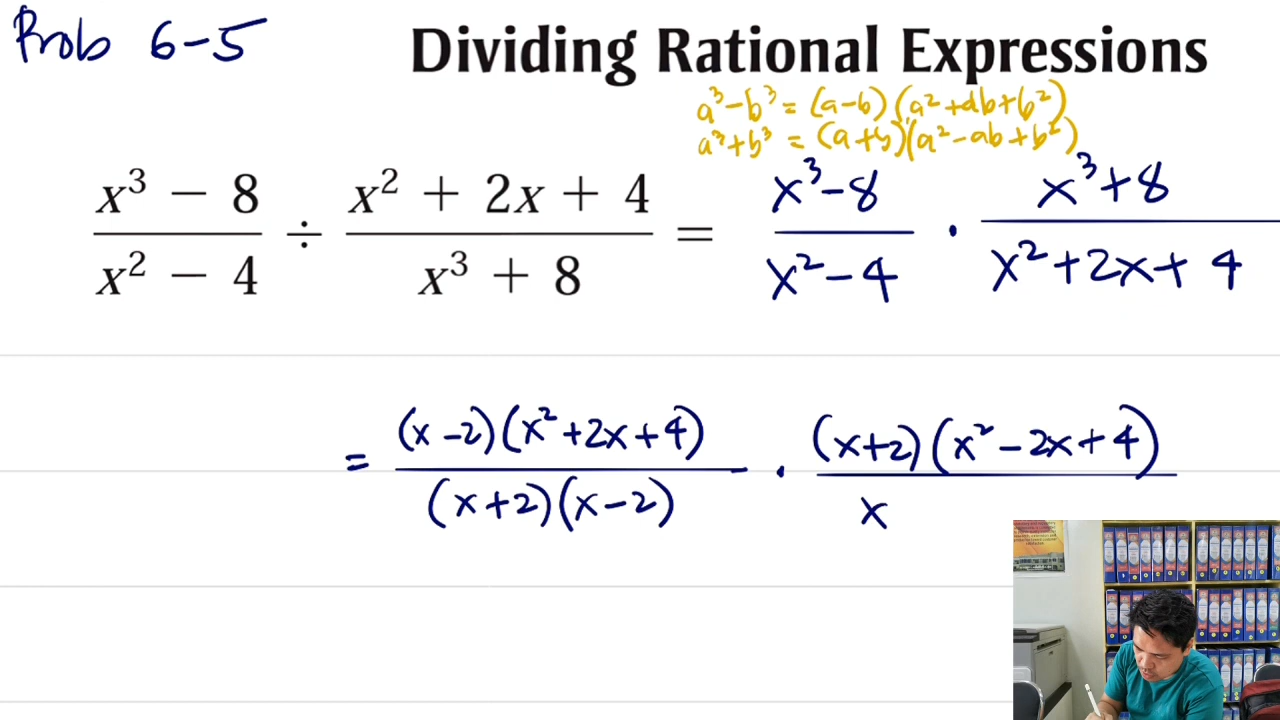 Prob 6-5
Dividing Rational Expressions
a³-b³ = (a-b)(a²+ab+b²)
a³+b³ = (a+b)(a²-ab+b²)
x³ − 8 / x² − 4 ÷ x² + 2x + 4 / x³ + 8 = x³-8 / x²-4 · x³+8 / x²+2x+4
= (x-2)(x²+2x+4) / (x+2)(x-2) · (x+2)(x²-2x+4) / x